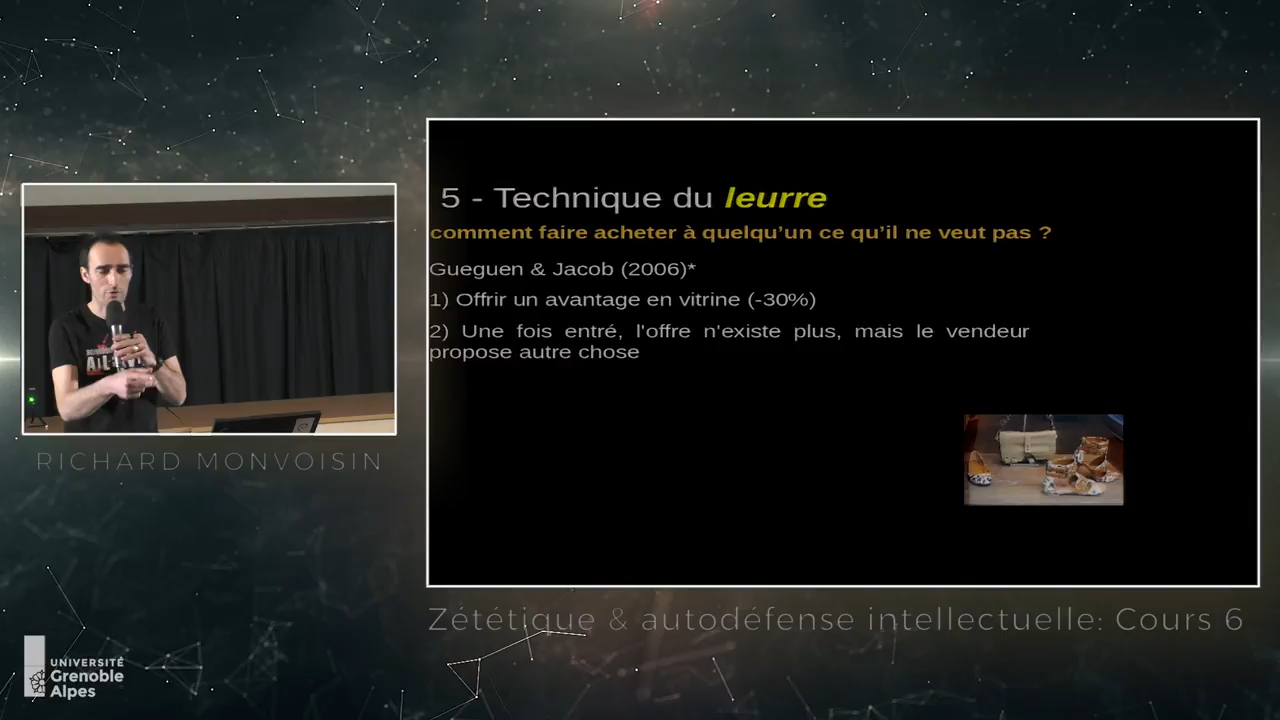 5 - Technique du leurre
comment faire acheter à quelqu'un ce qu'il ne veut pas ?
Gueguen & Jacob (2006)*
1) Offrir un avantage en vitrine (-30%)
2) Une fois entré, l'offre n'existe plus, mais le vendeur
propose autre chose
RICHARD MONVOISIN
Zététique & autodéfense intellectuelle: Cours 6
UNIVERSITÉ
Grenoble
Alpes